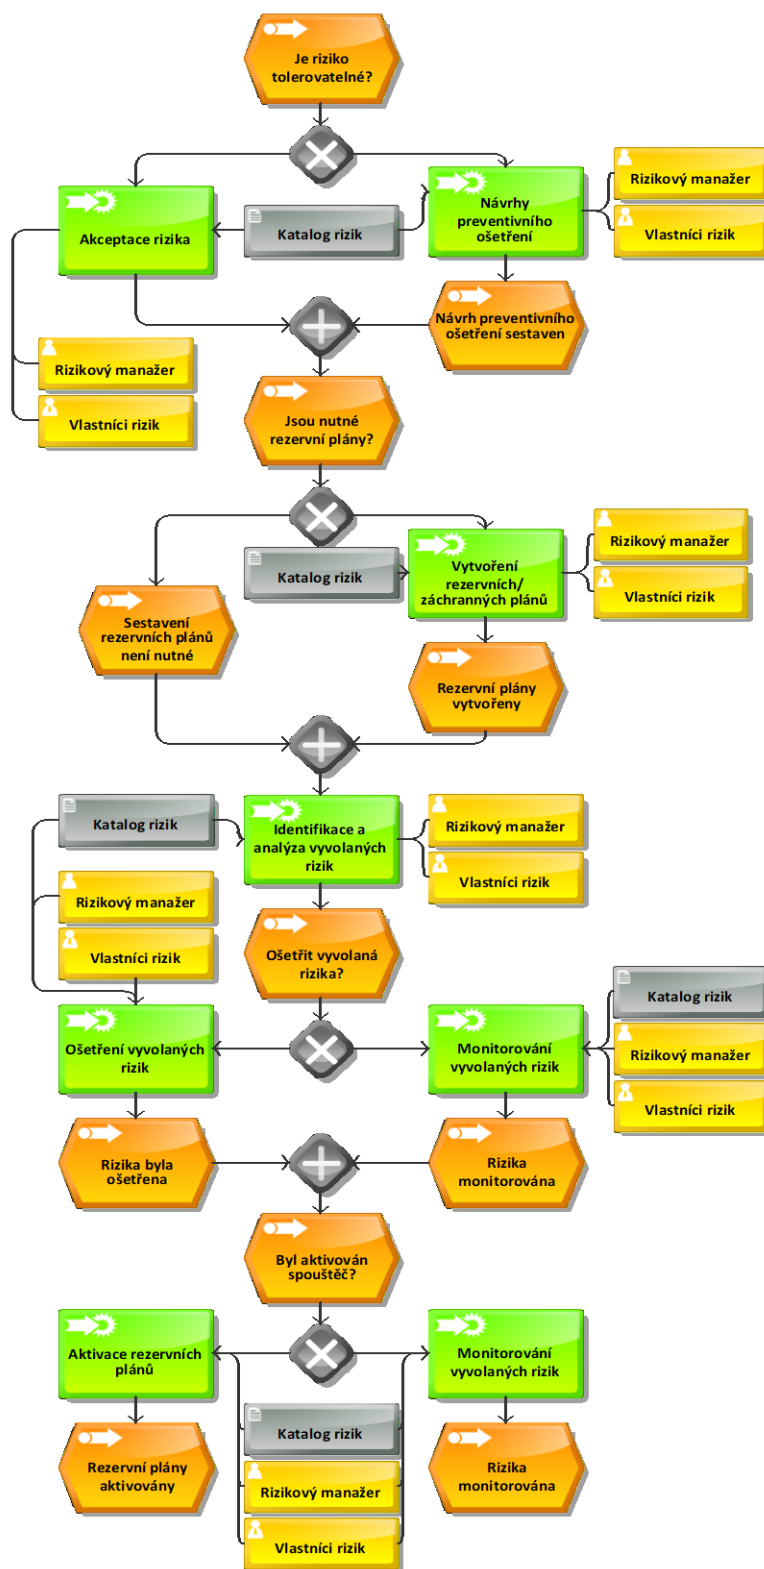 Je riziko
tolerovatelné?
Návrhy
preventivního
ošetření
Rizikový manažer
Vlastníci rizik
Akceptace rizika
Katalog rizik
Návrh preventivního
ošetření sestaven
Rizikový manažer
Vlastníci rizik
Jsou nutné
rezervní plány?
Katalog rizik
Vytvoření
rezervních/
záchranných plánů
Rizikový manažer
Vlastníci rizik
Sestavení
rezervních plánů
není nutné
Rezervní plány
vytvořeny
Katalog rizik
Identifikace a
analýza vyvolaných
rizik
Rizikový manažer
Vlastníci rizik
Rizikový manažer
Vlastníci rizik
Ošetřit vyvolaná
rizika?
Katalog rizik
Rizikový manažer
Vlastníci rizik
Ošetření vyvolaných
rizik
Monitorování
vyvolaných rizik
Rizika byla
ošetřena
Rizika
monitorována
Byl aktivován
spouštěč?
Aktivace rezervních
plánů
Monitorování
vyvolaných rizik
Katalog rizik
Rizikový manažer
Vlastníci rizik
Rezervní plány
aktivovány
Rizika
monitorována